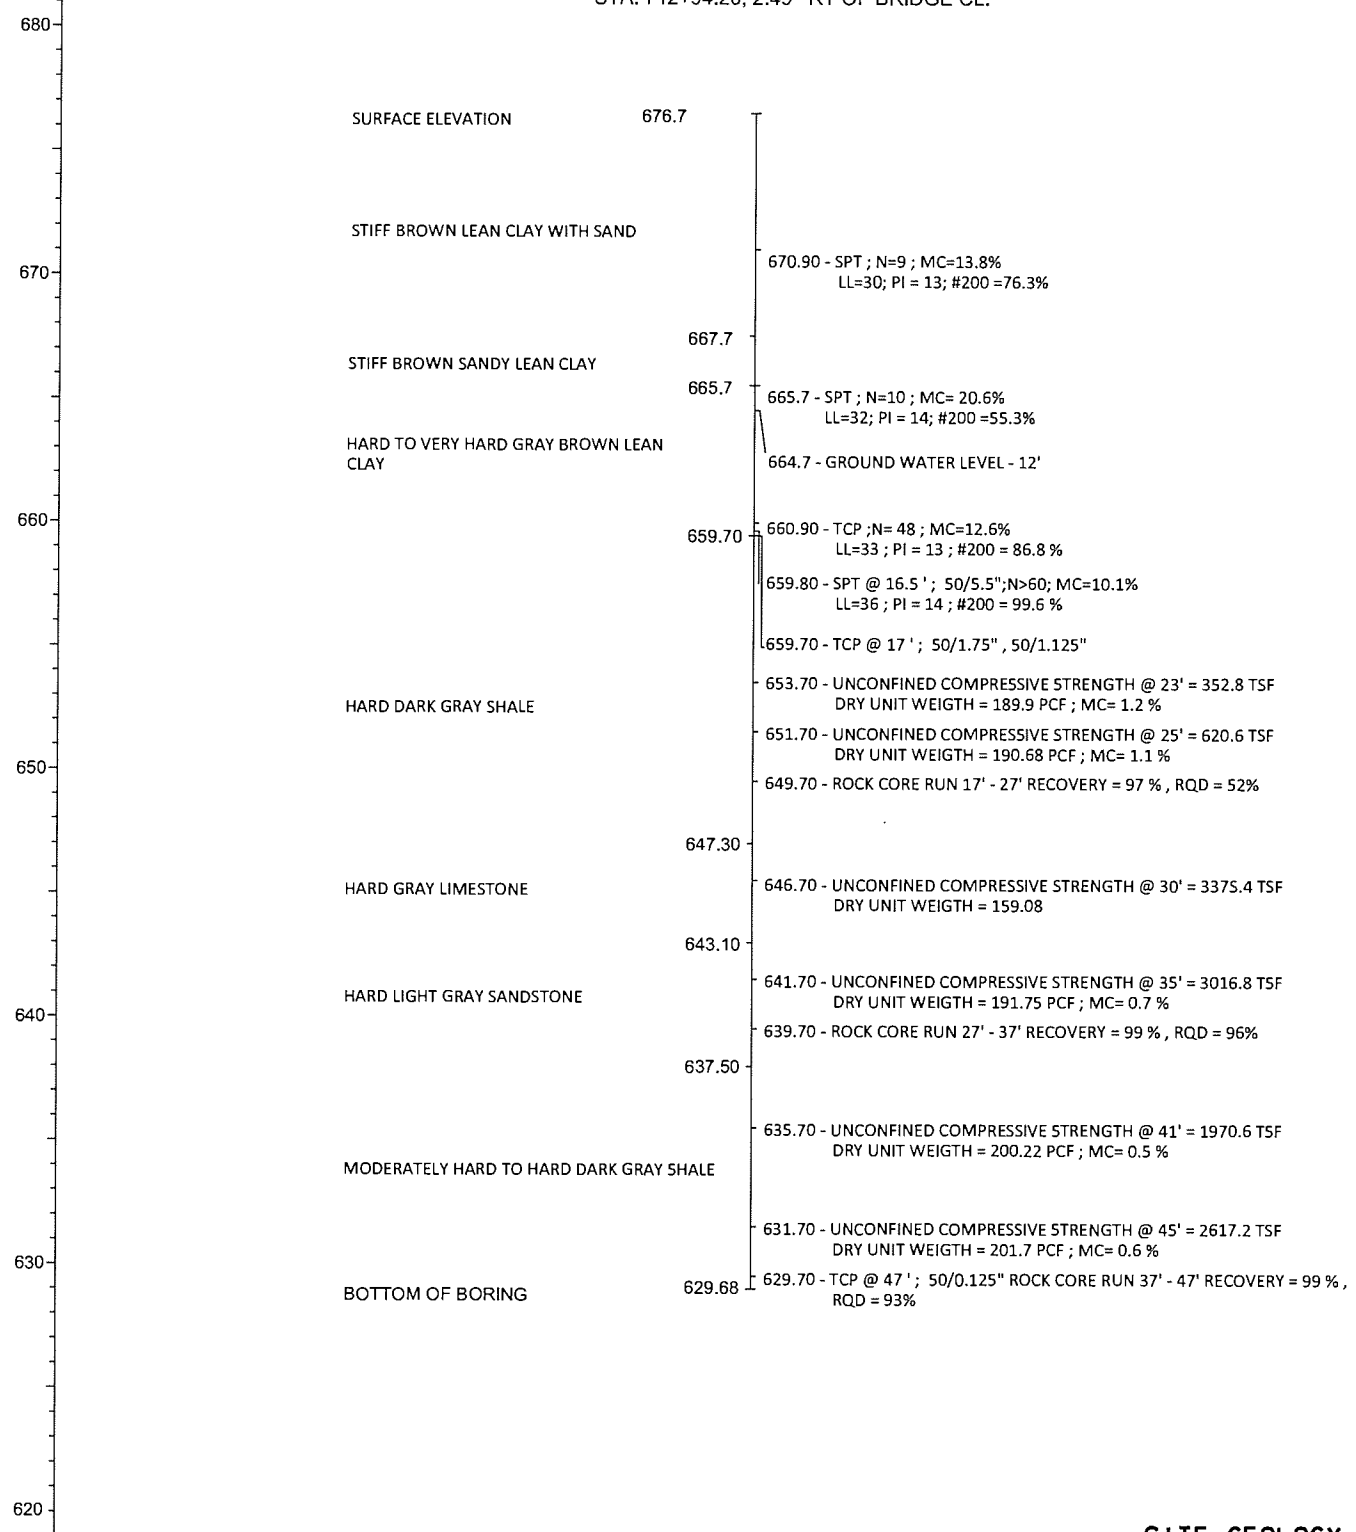 680
SURFACE ELEVATION 676.7
STIFF BROWN LEAN CLAY WITH SAND
670
670.90 - SPT ; N=9 ; MC=13.8%
LL=30; PI = 13; #200 =76.3%
667.7
STIFF BROWN SANDY LEAN CLAY
665.7
665.7 - SPT ; N=10 ; MC= 20.6%
LL=32; PI = 14; #200 =55.3%
HARD TO VERY HARD GRAY BROWN LEAN
CLAY
664.7 - GROUND WATER LEVEL - 12'
660
659.70
660.90 - TCP ;N= 48 ; MC=12.6%
LL=33 ; PI = 13 ; #200 = 86.8 %
659.80 - SPT @ 16.5 ' ; 50/5.5";N>60; MC=10.1%
LL=36 ; PI = 14 ; #200 = 99.6 %
659.70 - TCP @ 17 ' ; 50/1.75" , 50/1.125"
653.70 - UNCONFINED COMPRESSIVE STRENGTH @ 23' = 352.8 TSF
DRY UNIT WEIGTH = 189.9 PCF ; MC= 1.2 %
HARD DARK GRAY SHALE
651.70 - UNCONFINED COMPRESSIVE STRENGTH @ 25' = 620.6 TSF
DRY UNIT WEIGTH = 190.68 PCF ; MC= 1.1 %
650
649.70 - ROCK CORE RUN 17' - 27' RECOVERY = 97 % , RQD = 52%
647.30
HARD GRAY LIMESTONE
646.70 - UNCONFINED COMPRESSIVE STRENGTH @ 30' = 3375.4 TSF
DRY UNIT WEIGTH = 159.08
643.10
641.70 - UNCONFINED COMPRESSIVE STRENGTH @ 35' = 3016.8 TSF
DRY UNIT WEIGTH = 191.75 PCF ; MC= 0.7 %
HARD LIGHT GRAY SANDSTONE
640
639.70 - ROCK CORE RUN 27' - 37' RECOVERY = 99 % , RQD = 96%
637.50
635.70 - UNCONFINED COMPRESSIVE STRENGTH @ 41' = 1970.6 TSF
DRY UNIT WEIGTH = 200.22 PCF ; MC= 0.5 %
MODERATELY HARD TO HARD DARK GRAY SHALE
631.70 - UNCONFINED COMPRESSIVE STRENGTH @ 45' = 2617.2 TSF
DRY UNIT WEIGTH = 201.7 PCF ; MC= 0.6 %
630
629.70 - TCP @ 47 ' ; 50/0.125" ROCK CORE RUN 37' - 47' RECOVERY = 99 % ,
RQD = 93%
BOTTOM OF BORING 629.68
620